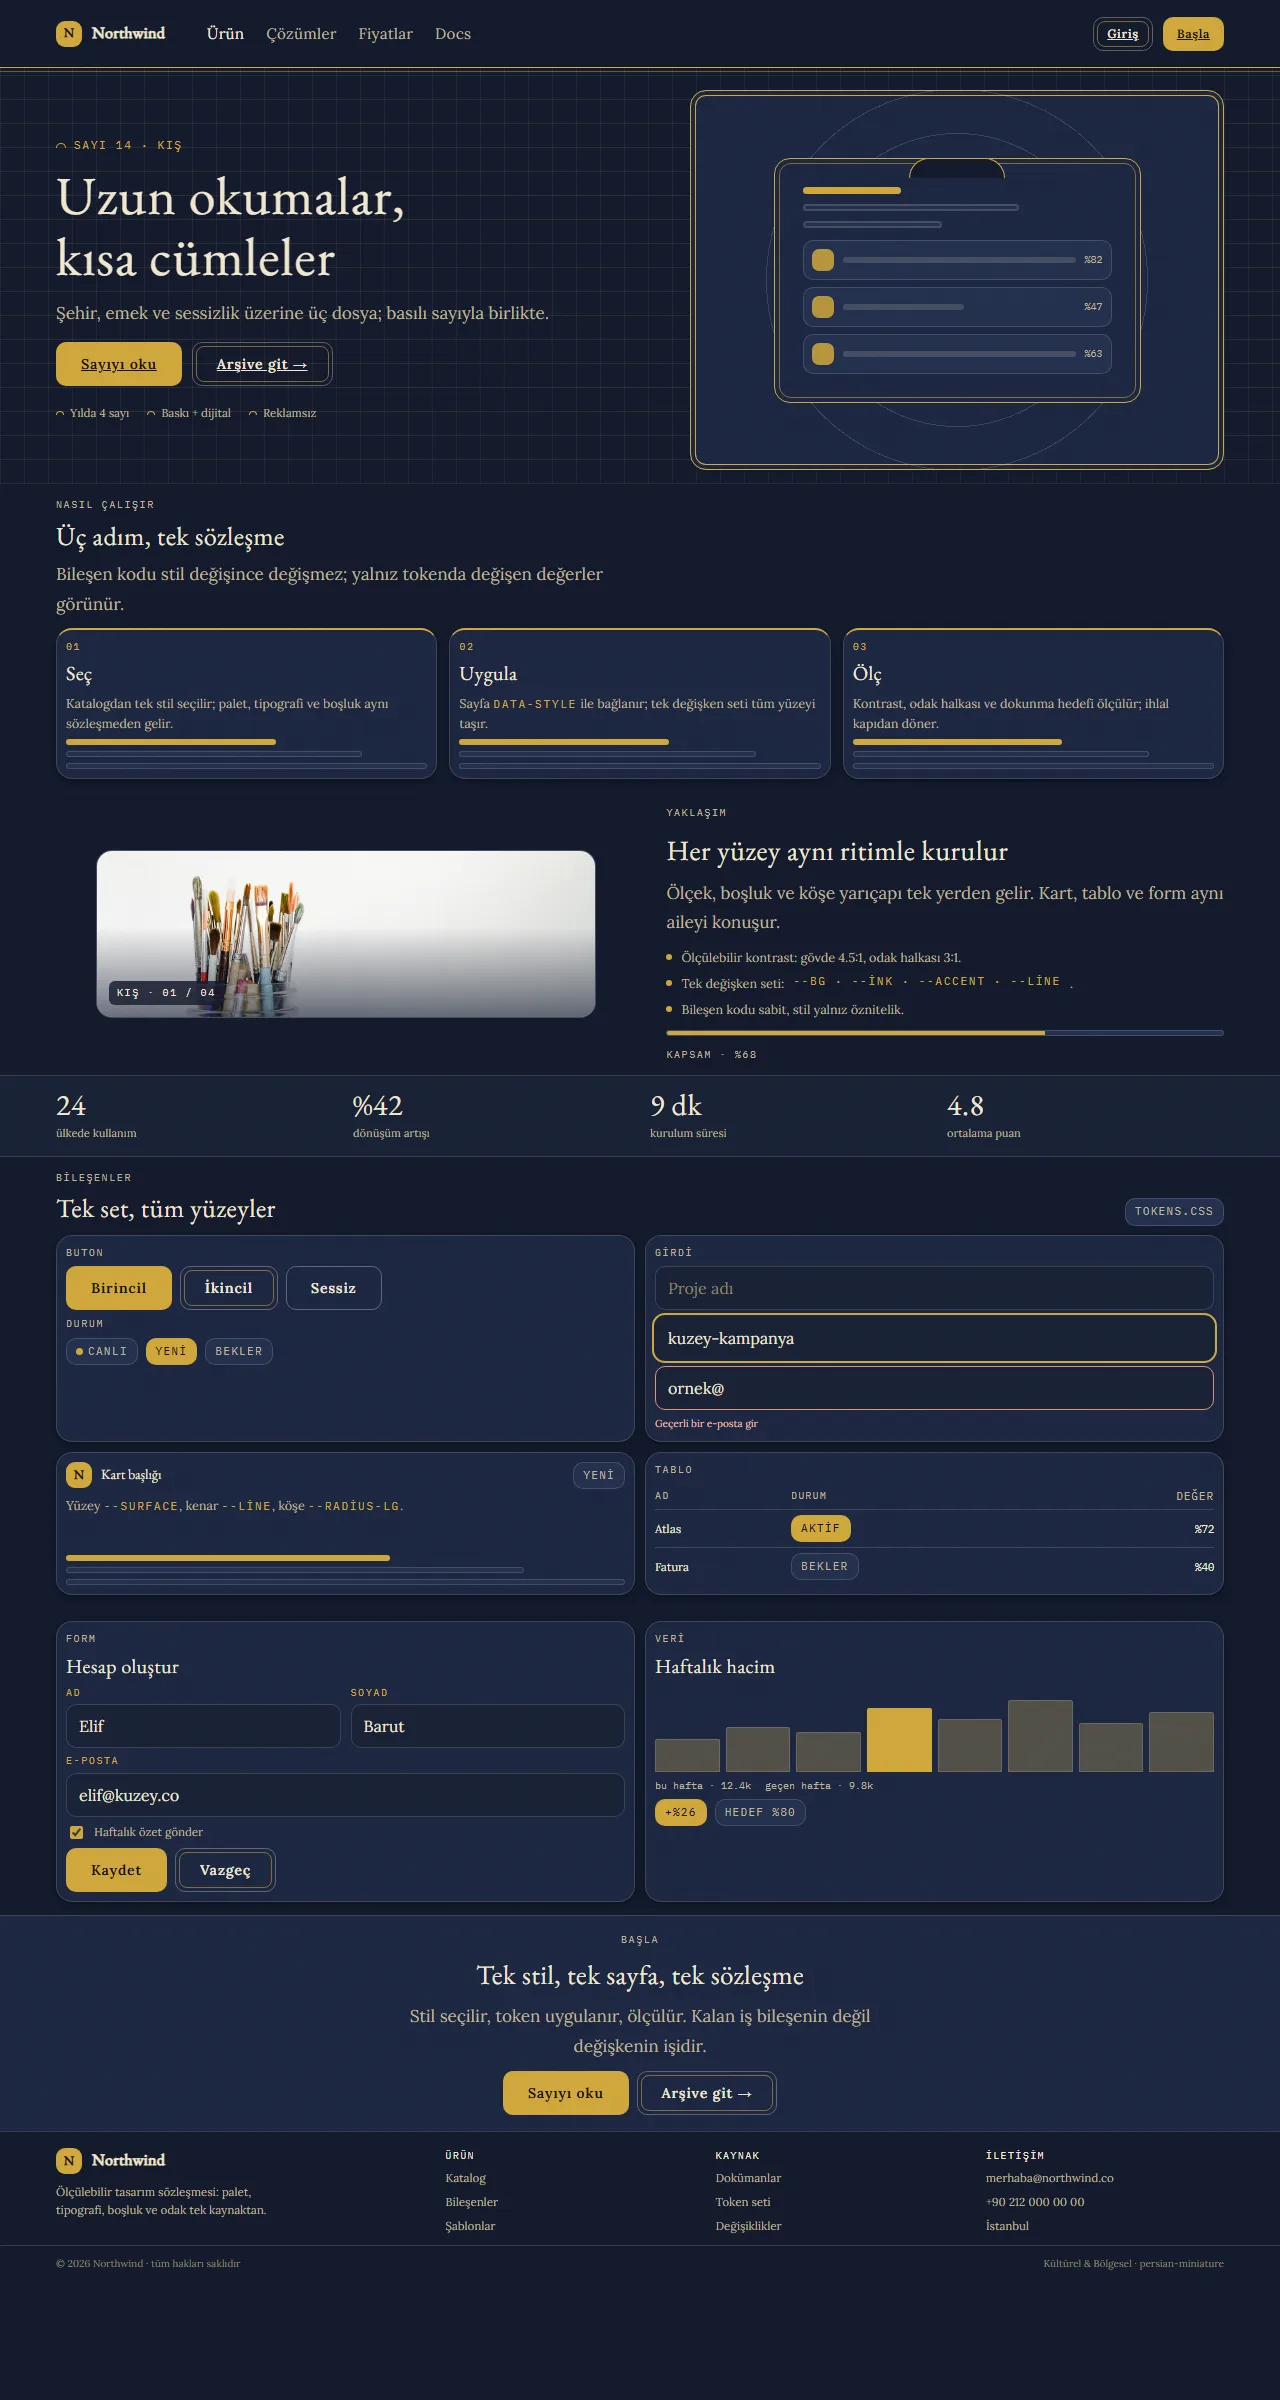 N Northwind Ürün Çözümler Fiyatlar Docs Giriş Başla
SAYI 14 · KIŞ
Uzun okumalar,
kısa cümleler
Şehir, emek ve sessizlik üzerine üç dosya; basılı sayıyla birlikte.
Sayıyı oku Arşive git →
Yılda 4 sayı Baskı + dijital Reklamsız
%82
%47
%63
NASIL ÇALIŞIR
Üç adım, tek sözleşme
Bileşen kodu stil değişince değişmez; yalnız tokenda değişen değerler
görünür.
01
Seç
Katalogdan tek stil seçilir; palet, tipografi ve boşluk aynı
sözleşmeden gelir.
02
Uygula
Sayfa DATA-STYLE ile bağlanır; tek değişken seti tüm yüzeyi
taşır.
03
Ölç
Kontrast, odak halkası ve dokunma hedefi ölçülür; ihlal
kapıdan döner.
KIŞ · 01 / 04
YAKLAŞIM
Her yüzey aynı ritimle kurulur
Ölçek, boşluk ve köşe yarıçapı tek yerden gelir. Kart, tablo ve form aynı
aileyi konuşur.
Ölçülebilir kontrast: gövde 4.5:1, odak halkası 3:1.
Tek değişken seti: --BG · --İNK · --ACCENT · --LİNE .
Bileşen kodu sabit, stil yalnız öznitelik.
KAPSAM · %68
24
ülkede kullanım
%42
dönüşüm artışı
9 dk
kurulum süresi
4.8
ortalama puan
BİLEŞENLER
Tek set, tüm yüzeyler
TOKENS.CSS
BUTON
Birincil İkincil Sessiz
DURUM
CANLI YENİ BEKLER
GİRDİ
Proje adı
kuzey-kampanya
ornek@
Geçerli bir e-posta gir
N Kart başlığı YENİ
Yüzey --SURFACE, kenar --LİNE, köşe --RADİUS-LG.
TABLO
AD DURUM DEĞER
Atlas AKTİF %72
Fatura BEKLER %40
FORM
Hesap oluştur
AD SOYAD
Elif Barut
E-POSTA
elif@kuzey.co
Haftalık özet gönder
Kaydet Vazgeç
VERİ
Haftalık hacim
bu hafta · 12.4k geçen hafta · 9.8k
+%26 HEDEF %80
BAŞLA
Tek stil, tek sayfa, tek sözleşme
Stil seçilir, token uygulanır, ölçülür. Kalan iş bileşenin değil
değişkenin işidir.
Sayıyı oku Arşive git →
N Northwind
Ölçülebilir tasarım sözleşmesi: palet,
tipografi, boşluk ve odak tek kaynaktan.
ÜRÜN
Katalog
Bileşenler
Şablonlar
KAYNAK
Dokümanlar
Token seti
Değişiklikler
İLETİŞİM
merhaba@northwind.co
+90 212 000 00 00
İstanbul
© 2026 Northwind · tüm hakları saklıdır
Kültürel & Bölgesel · persian-miniature